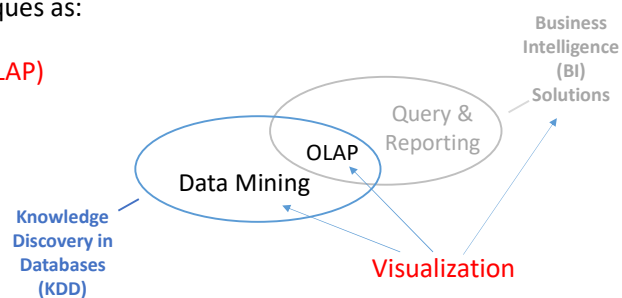 ques as:
LAP)
Business
Intelligence
(BI)
Solutions
Query &
Reporting
OLAP
Data Mining
Knowledge
Discovery in
Databases
(KDD)
Visualization